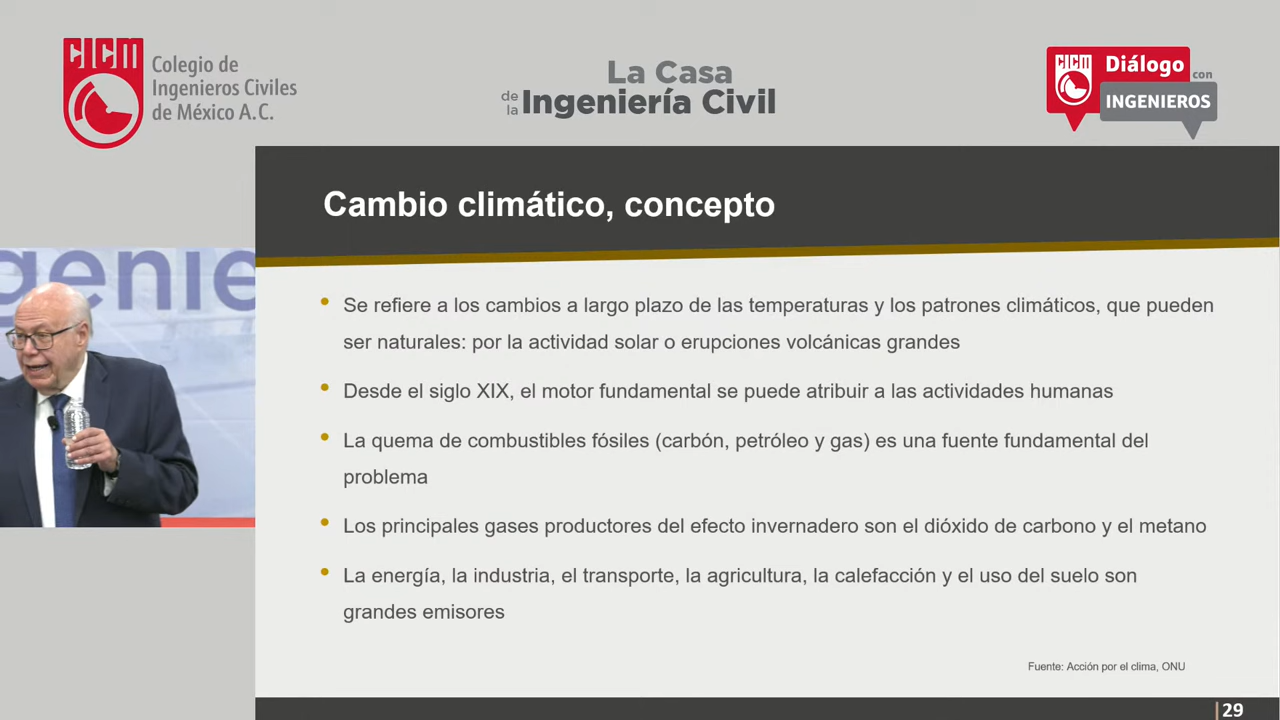 CICM
Colegio de
Ingenieros Civiles
de México A.C.
La Casa
de la Ingeniería Civil
CICM
Diálogo con
INGENIEROS
Cambio climático, concepto
genie
• Se refiere a los cambios a largo plazo de las temperaturas y los patrones climáticos, que pueden
ser naturales: por la actividad solar o erupciones volcánicas grandes
• Desde el siglo XIX, el motor fundamental se puede atribuir a las actividades humanas
• La quema de combustibles fósiles (carbón, petróleo y gas) es una fuente fundamental del
problema
• Los principales gases productores del efecto invernadero son el dióxido de carbono y el metano
• La energía, la industria, el transporte, la agricultura, la calefacción y el uso del suelo son
grandes emisores
Fuente: Acción por el clima, ONU
29